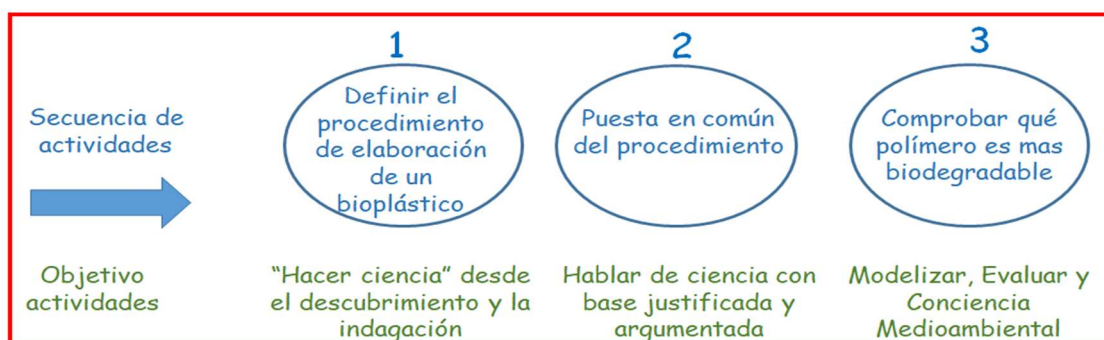 1
2
3
Secuencia de
actividades
Definir el
procedimiento
de elaboración
de un
bioplástico
Puesta en común
del procedimiento
Comprobar qué
polímero es mas
biodegradable
Objetivo
actividades
“Hacer ciencia” desde
el descubrimiento y la
indagación
Hablar de ciencia con
base justificada y
argumentada
Modelizar, Evaluar y
Conciencia
Medioambiental